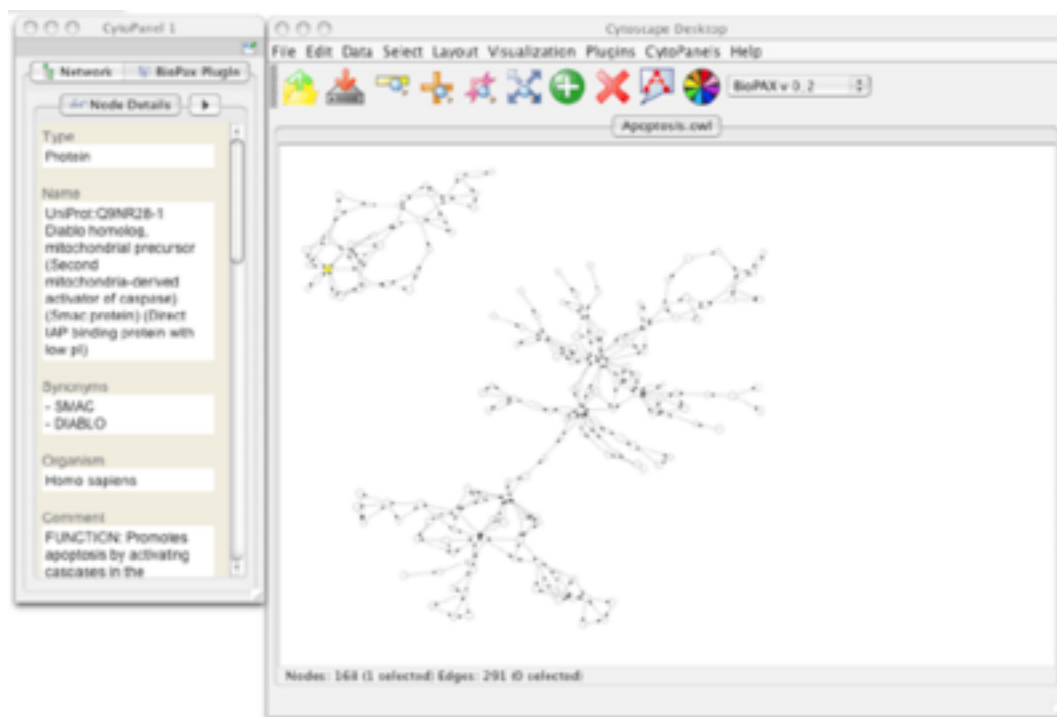 CytoPanel 1
Network BioPax Plugin
Node Details
Type
Protein
Name
UniProt:Q9NR28-1
Diablo homolog,
mitochondrial precursor
(Second
mitochondria-derived
activator of caspase)
(Smac protein) (Direct
IAP binding protein with
low pI)
Synonyms
- SMAC
- DIABLO
Organism
Homo sapiens
Comment
FUNCTION: Promotes
apoptosis by activating
caspases in the
Cytoscape Desktop
File Edit Data Select Layout Visualization Plugins CytoPanels Help
BioPAX v 0_2
Apoptosis.owl
Nodes: 168 (1 selected) Edges: 291 (0 selected)